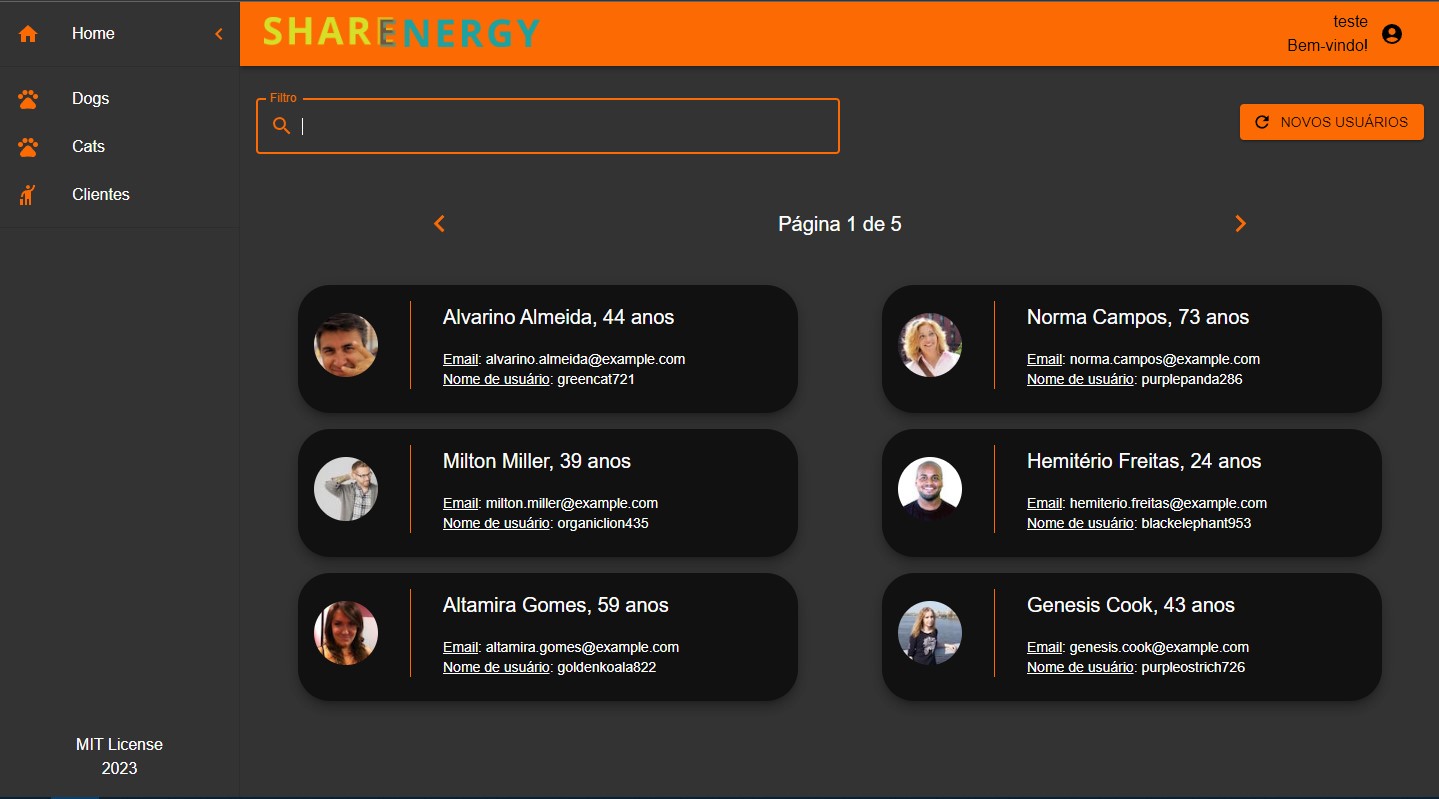 Home
SHARENERGY
teste
Bem-vindo!
Dogs
Cats
Clientes
Filtro
NOVOS USUÁRIOS
Página 1 de 5
Alvarino Almeida, 44 anos
Email: alvarino.almeida@example.com
Nome de usuário: greencat721
Norma Campos, 73 anos
Email: norma.campos@example.com
Nome de usuário: purplepanda286
Milton Miller, 39 anos
Email: milton.miller@example.com
Nome de usuário: organiclion435
Hemitério Freitas, 24 anos
Email: hemiterio.freitas@example.com
Nome de usuário: blackelephant953
Altamira Gomes, 59 anos
Email: altamira.gomes@example.com
Nome de usuário: goldenkoala822
Genesis Cook, 43 anos
Email: genesis.cook@example.com
Nome de usuário: purpleostrich726
MIT License
2023